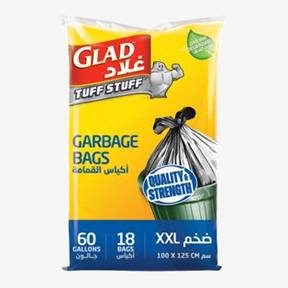 GLAD
غلاد
TUFF STUFF
GARBAGE
BAGS
أكياس القمامة
QUALITY &
STRENGTH
60
GALLONS
جالون
18
BAGS
أكياس
XXL ضخم
100 X 125 CM سم